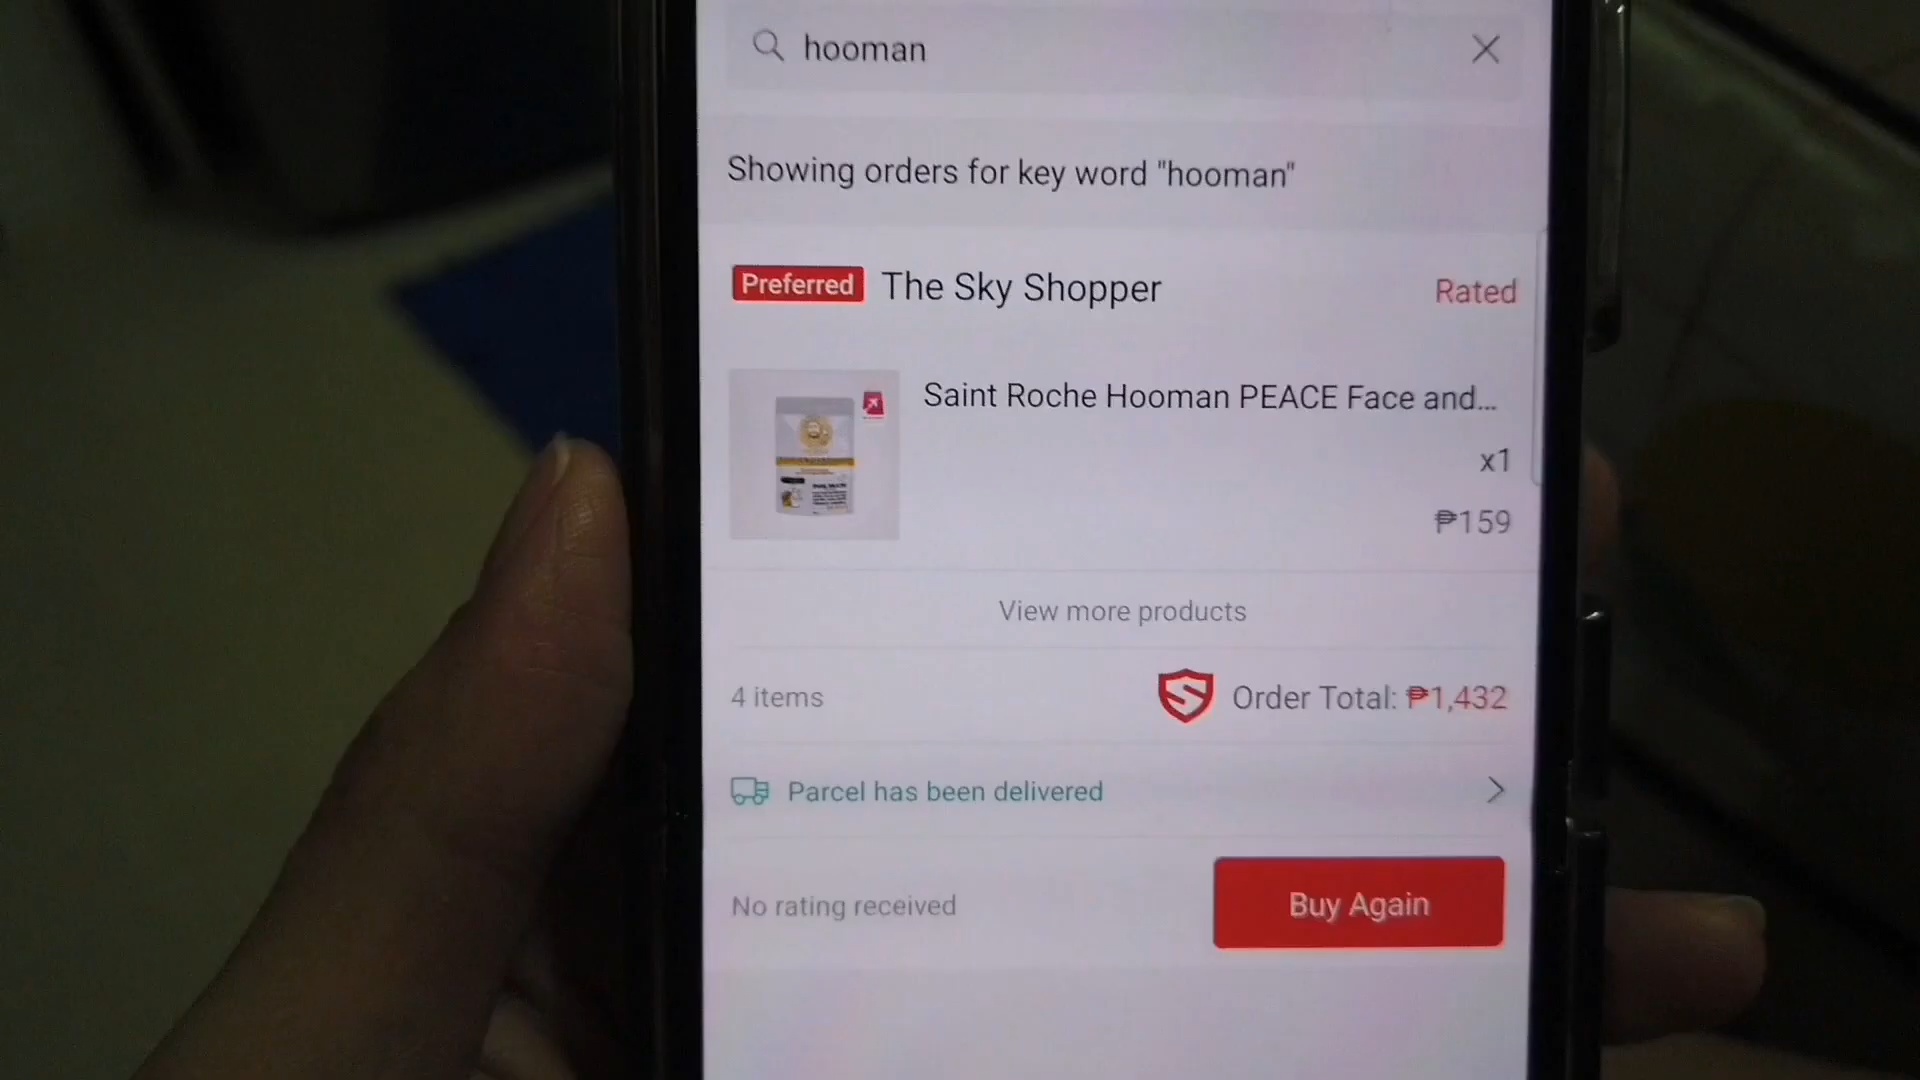 hooman
Showing orders for key word "hooman"
Preferred The Sky Shopper Rated
Saint Roche Hooman PEACE Face and...
x1
₱159
View more products
4 items Order Total: ₱1,432
Parcel has been delivered
No rating received Buy Again